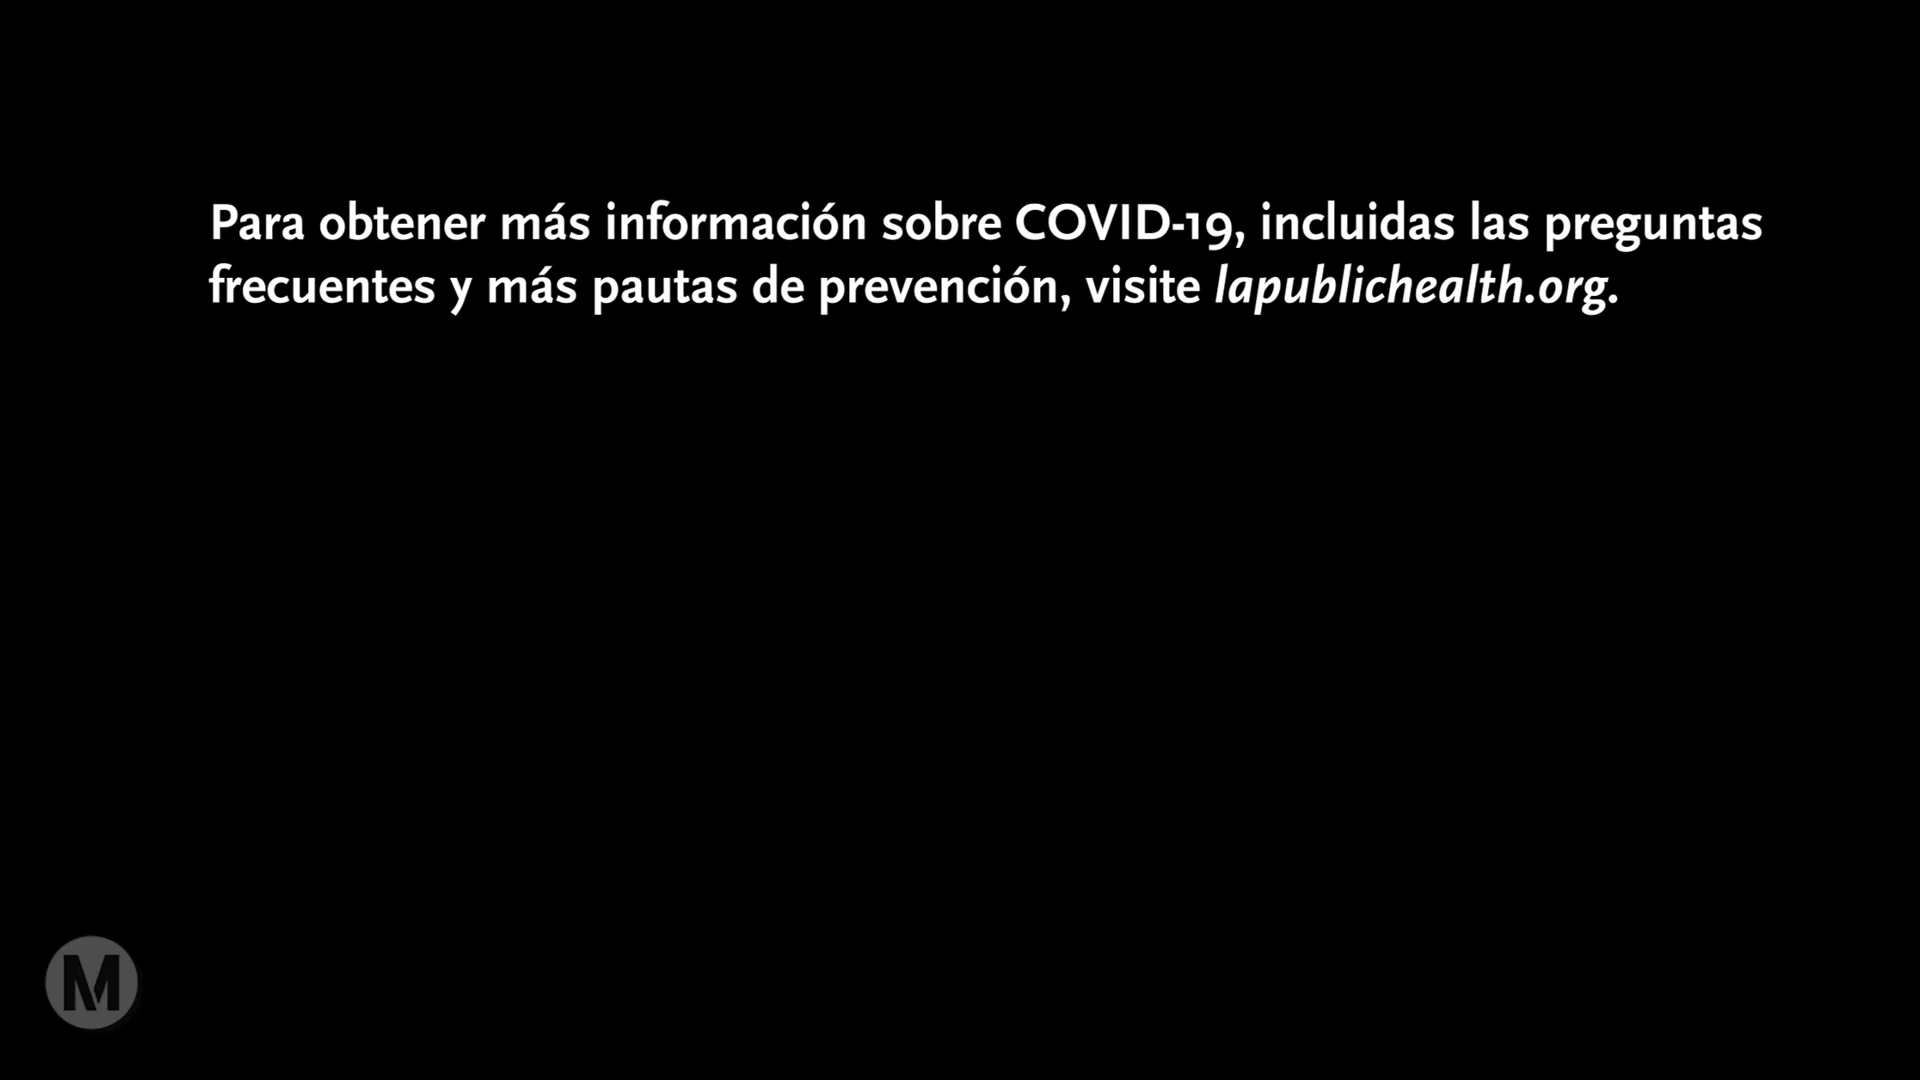 Para obtener más información sobre COVID-19, incluidas las preguntas
frecuentes y más pautas de prevención, visite lapublichealth.org.
M